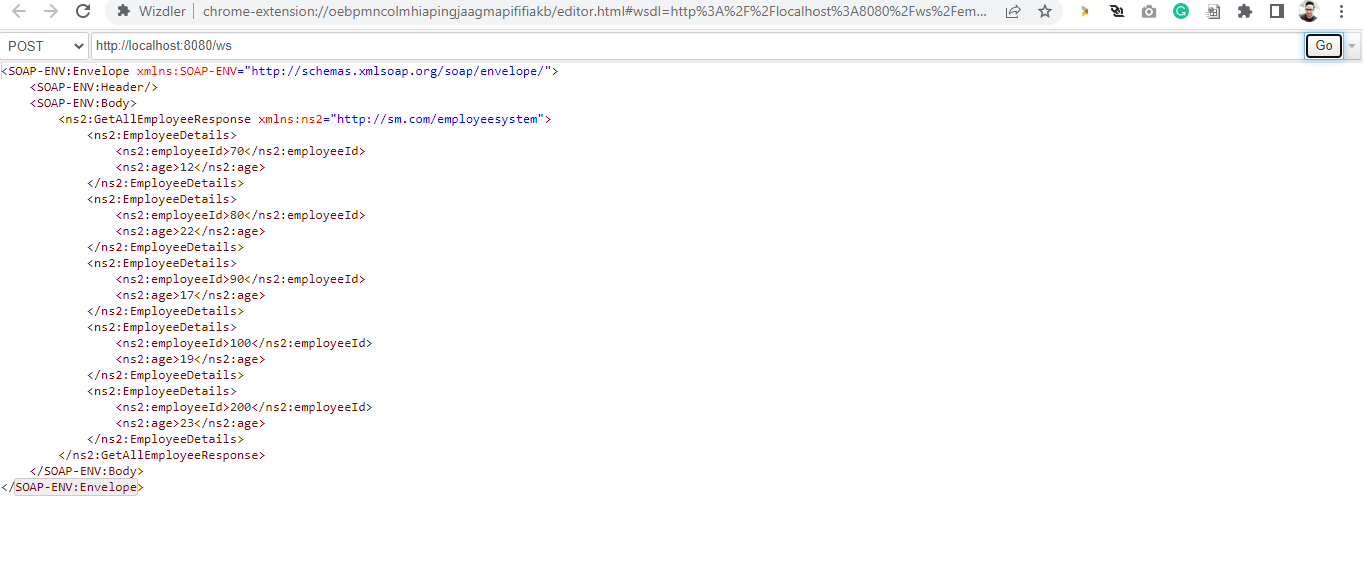 Wizdler chrome-extension://oebpmncolmhiapingjaagmapififiakb/editor.html#wsdl=http%3A%2F%2Flocalhost%3A8080%2Fws%2Fem...
POST http://localhost:8080/ws Go
<SOAP-ENV:Envelope xmlns:SOAP-ENV="http://schemas.xmlsoap.org/soap/envelope/">
<SOAP-ENV:Header/>
<SOAP-ENV:Body>
<ns2:GetAllEmployeeResponse xmlns:ns2="http://sm.com/employeesystem">
<ns2:EmployeeDetails>
<ns2:employeeId>70</ns2:employeeId>
<ns2:age>12</ns2:age>
</ns2:EmployeeDetails>
<ns2:EmployeeDetails>
<ns2:employeeId>80</ns2:employeeId>
<ns2:age>22</ns2:age>
</ns2:EmployeeDetails>
<ns2:EmployeeDetails>
<ns2:employeeId>90</ns2:employeeId>
<ns2:age>17</ns2:age>
</ns2:EmployeeDetails>
<ns2:EmployeeDetails>
<ns2:employeeId>100</ns2:employeeId>
<ns2:age>19</ns2:age>
</ns2:EmployeeDetails>
<ns2:EmployeeDetails>
<ns2:employeeId>200</ns2:employeeId>
<ns2:age>23</ns2:age>
</ns2:EmployeeDetails>
</ns2:GetAllEmployeeResponse>
</SOAP-ENV:Body>
</SOAP-ENV:Envelope>